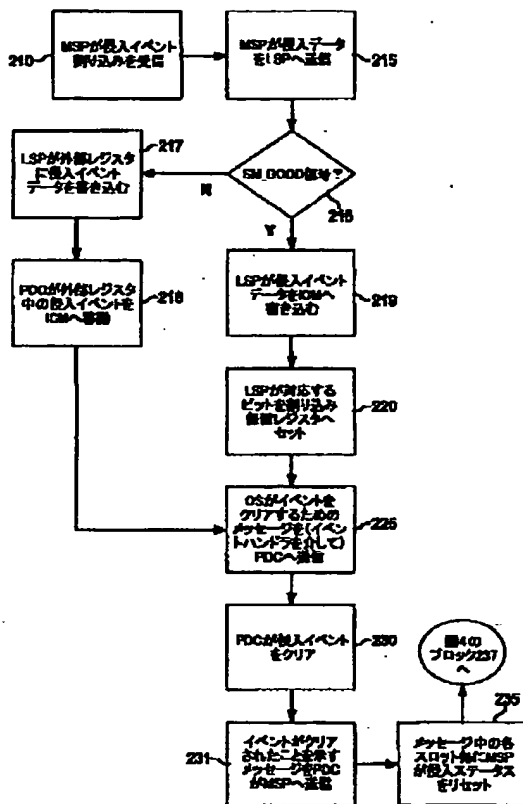 210
MSPが侵入イベント
割り込みを受信
MSPが侵入データ
をLSPへ送信
215
217
LSPが外部レジスタ
に侵入イベント
データを書き込む
N
SM_GOOD信号?
216
Y
PDCが外部レジスタ
中の侵入イベントを
ICMへ移動
218
LSPが侵入イベント
データをICMへ
書き込む
219
LSPが対応する
ビットを割り込み
レジスタへ
セット
220
OSがイベントを
クリアするための
メッセージを(イベント
ハンドラを介して)
PDCへ送信
225
PDCが侵入イベント
をクリア
230
図4の
ブロック237
へ
235
231
イベントがクリア
されたことを示す
メッセージをPDC
がMSPへ送信
メッセージ中の各
スロット毎にMSP
が侵入ステータス
をリセット